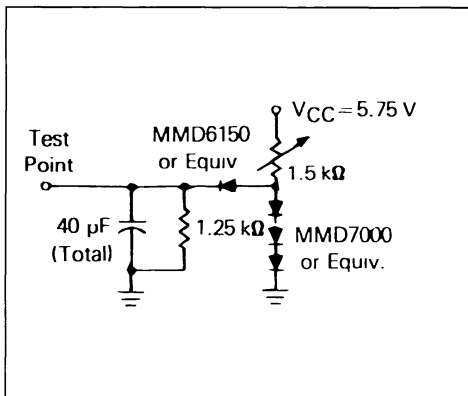 VCC = 5.75 V
Test
Point
MMD6150
or Equiv
1.5 kΩ
40 µF
(Total)
1.25 kΩ
MMD7000
or Equiv.